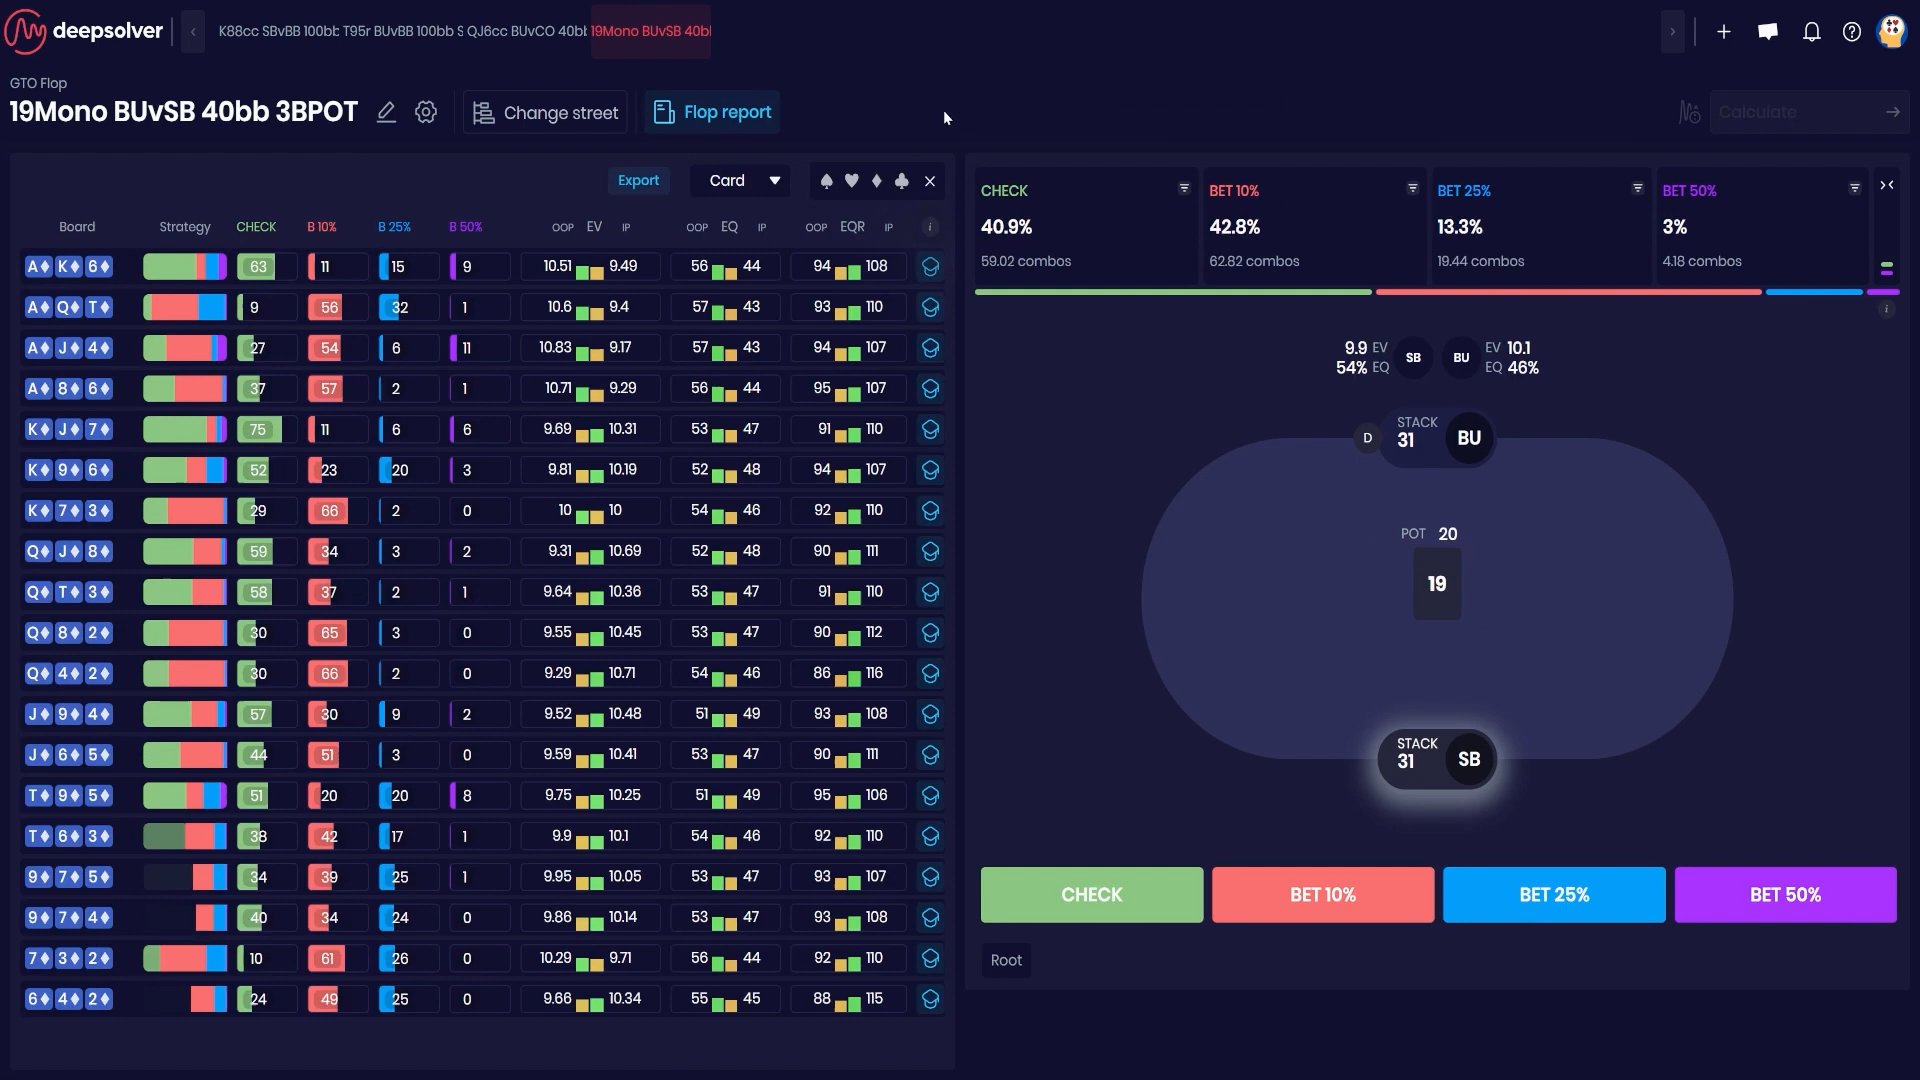 deepsolver
K88cc SBvBB 100bb T95r BUvBB 100bb S QJ6cc BUvCO 40bb 19Mono BUvSB 40bb
GTO Flop
19Mono BUvSB 40bb 3BPOT
Change street
Flop report
Calculate
Export
Card
Board Strategy CHECK B 10% B 25% B 50% OOP EV IP OOP EQ IP OOP EQR IP
A♦ K♦ 6♦ 63 11 15 9 10.51 9.49 56 44 94 108
A♦ Q♦ T♦ 9 56 32 1 10.6 9.4 57 43 93 110
A♦ J♦ 4♦ 27 54 6 11 10.83 9.17 57 43 94 107
A♦ 8♦ 6♦ 37 57 2 1 10.71 9.29 56 44 95 107
K♦ J♦ 7♦ 75 11 6 6 9.69 10.31 53 47 91 110
K♦ 9♦ 6♦ 52 23 20 3 9.81 10.19 52 48 94 107
K♦ 7♦ 3♦ 29 66 2 0 10 10 54 46 92 110
Q♦ J♦ 8♦ 59 34 3 2 9.31 10.69 52 48 90 111
Q♦ T♦ 3♦ 58 37 2 1 9.64 10.36 53 47 91 110
Q♦ 8♦ 2♦ 30 65 3 0 9.55 10.45 53 47 90 112
Q♦ 4♦ 2♦ 30 66 2 0 9.29 10.71 54 46 86 116
J♦ 9♦ 4♦ 57 30 9 2 9.52 10.48 51 49 93 108
J♦ 6♦ 5♦ 44 51 3 0 9.59 10.41 53 47 90 111
T♦ 9♦ 5♦ 51 20 20 8 9.75 10.25 51 49 95 106
T♦ 6♦ 3♦ 38 42 17 1 9.9 10.1 54 46 92 110
9♦ 7♦ 5♦ 34 39 25 1 9.95 10.05 53 47 93 107
9♦ 7♦ 4♦ 40 34 24 0 9.86 10.14 53 47 93 108
7♦ 3♦ 2♦ 10 61 26 0 10.29 9.71 56 44 92 110
6♦ 4♦ 2♦ 24 49 25 0 9.66 10.34 55 45 88 115
CHECK BET 10% BET 25% BET 50%
40.9% 42.8% 13.3% 3%
59.02 combos 62.82 combos 19.44 combos 4.18 combos
9.9 EV SB BU EV 10.1
54% EQ EQ 46%
D STACK 31 BU
POT 20
19
STACK 31 SB
CHECK BET 10% BET 25% BET 50%
Root